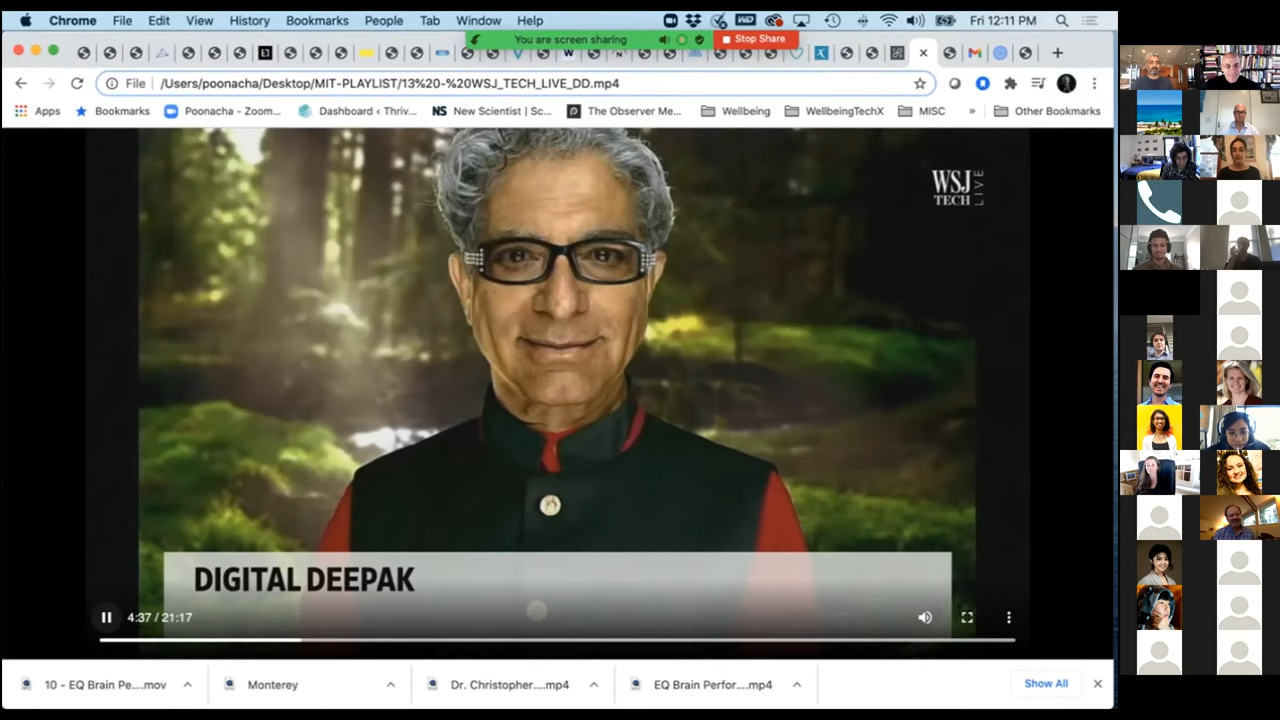 Chrome File Edit View History Bookmarks People Tab Window Help Fri 12:11 PM
You are screen sharing Stop Share
File /Users/poonacha/Desktop/MIT-PLAYLIST/13%20-%20WSJ_TECH_LIVE_DD.mp4
Apps Bookmarks Poonacha - Zoom... Dashboard ‹ Thriv... NS New Scientist | Sc... The Observer Me... Wellbeing WellbeingTechX MISC » Other Bookmarks
WSJ
TECH LIVE
DIGITAL DEEPAK
4:37 / 21:17
10 - EQ Brain Pe....mov Monterey Dr. Christopher....mp4 EQ Brain Perfor....mp4 Show All